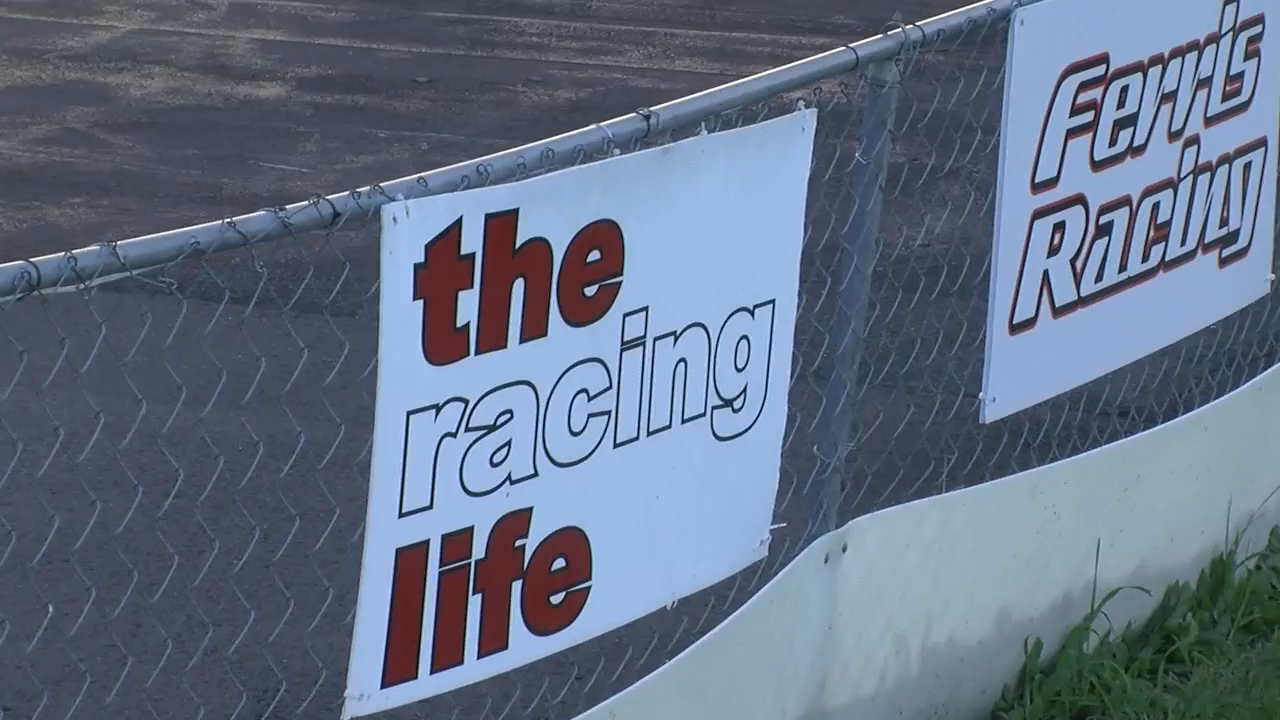 the
racing
life
Ferris
Racing